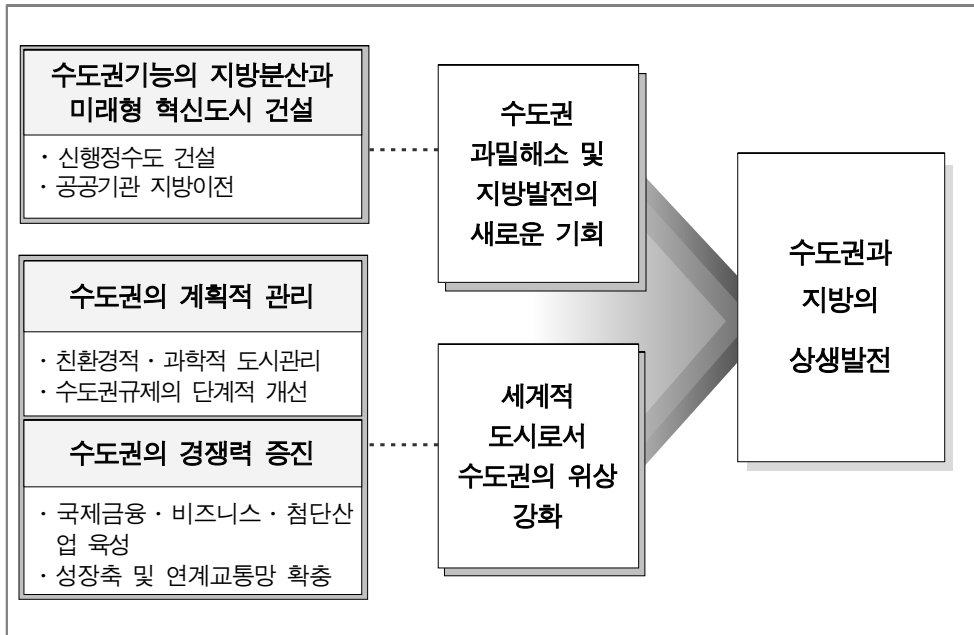 수도권기능의 지방분산과
미래형 혁신도시 건설
· 신행정수도 건설
· 공공기관 지방이전
수도권의 계획적 관리
· 친환경적 · 과학적 도시관리
· 수도권규제의 단계적 개선
수도권의 경쟁력 증진
· 국제금융 · 비즈니스 · 첨단산
업 육성
· 성장축 및 연계교통망 확충
수도권
과밀해소 및
지방발전의
새로운 기회
세계적
도시로서
수도권의 위상
강화
수도권과
지방의
상생발전